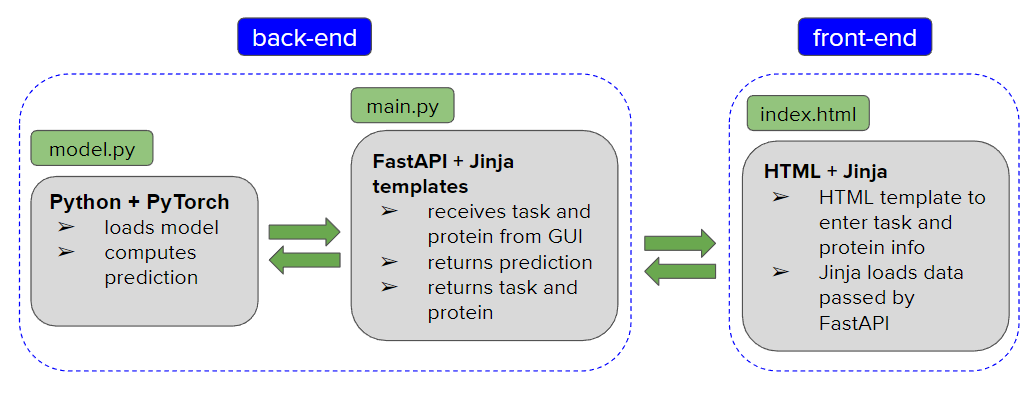 back-end
front-end
model.py
Python + PyTorch
➢ loads model
➢ computes
prediction
main.py
FastAPI + Jinja
templates
➢ receives task and
protein from GUI
➢ returns prediction
➢ returns task and
protein
index.html
HTML + Jinja
➢ HTML template to
enter task and
protein info
➢ Jinja loads data
passed by
FastAPI